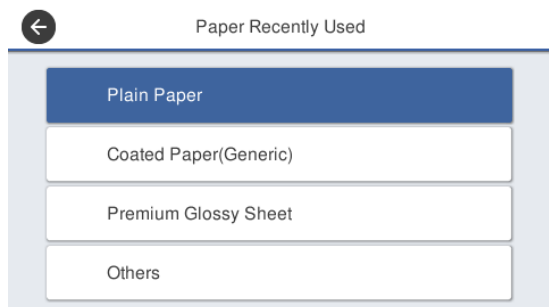 Paper Recently Used
Plain Paper
Coated Paper(Generic)
Premium Glossy Sheet
Others